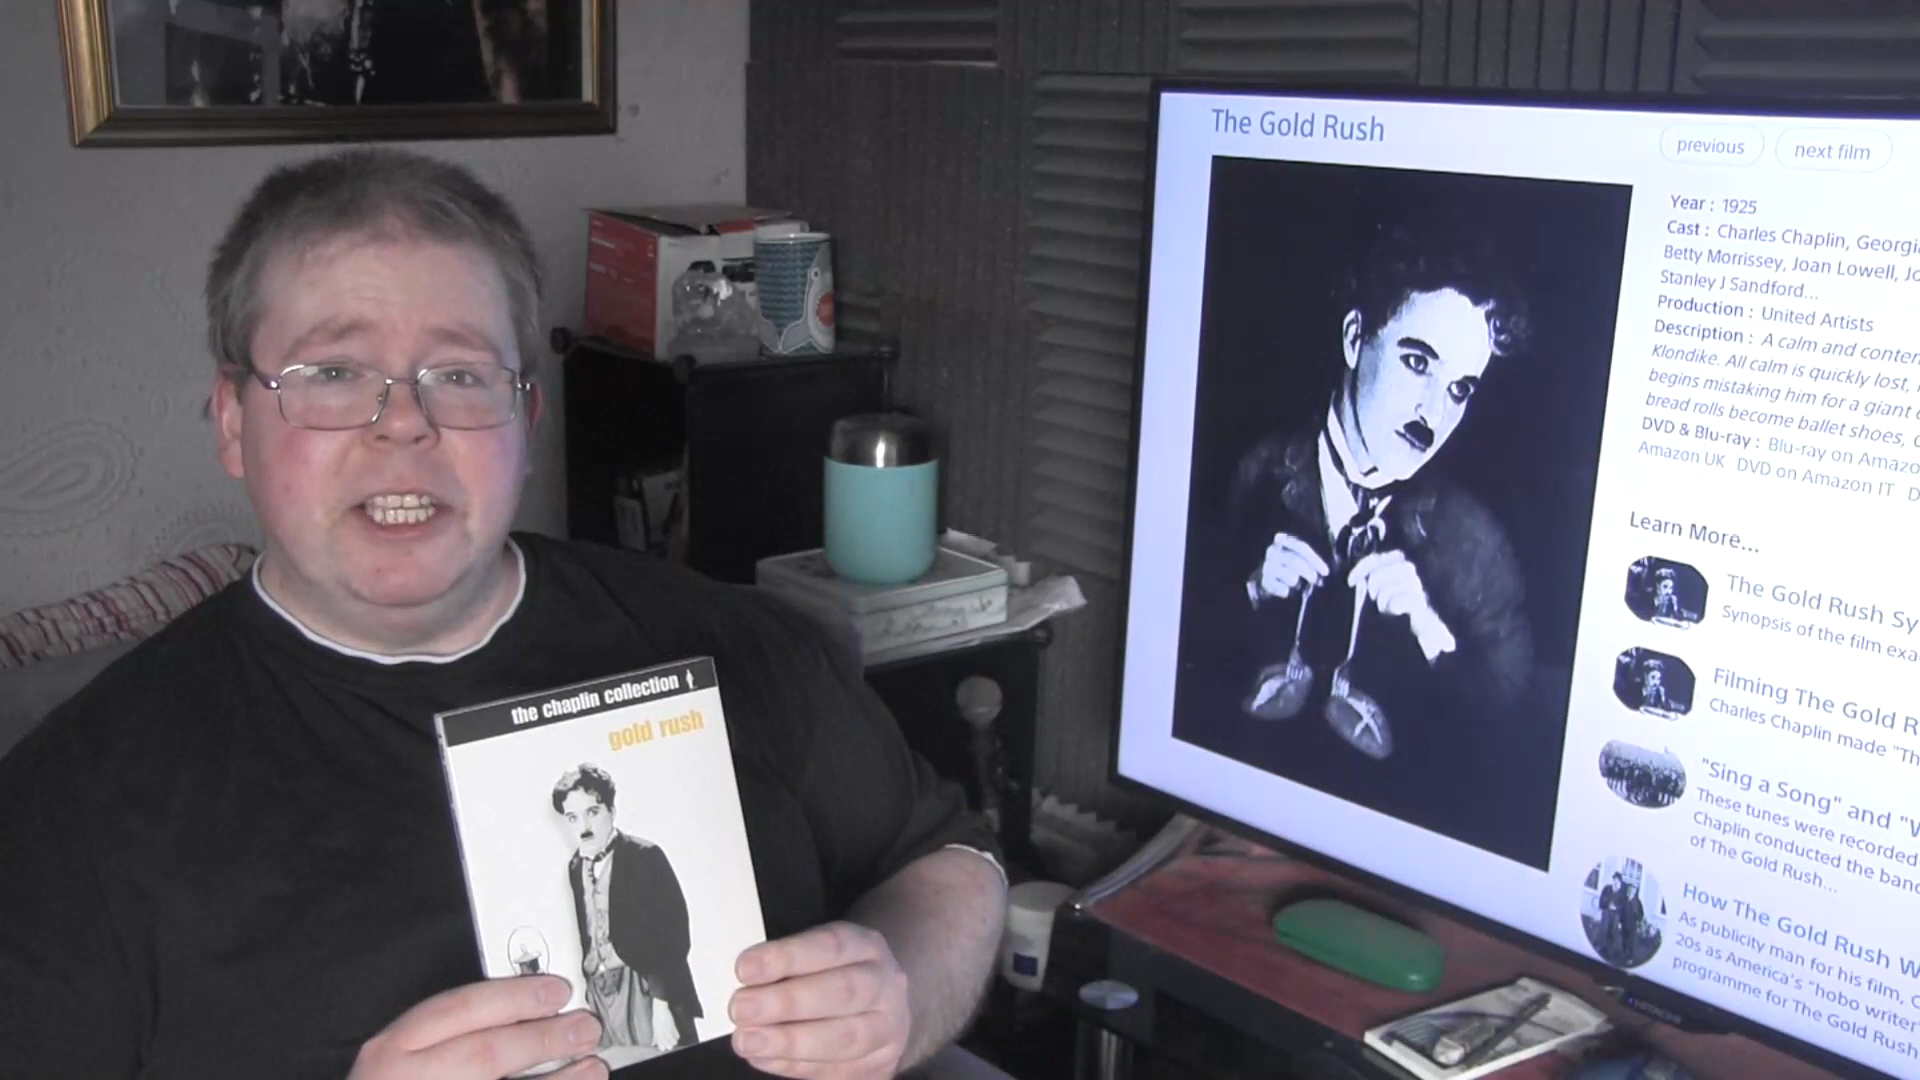 the chaplin collection
gold rush
The Gold Rush
previous
next film
Year : 1925
Cast : Charles Chaplin,
Betty Morrissey, Joan Lowell,
Stanley J Sandford...
Production : United Artists
Description : A calm and
Klondike. All calm is quickly lost,
begins mistaking him for a giant
bread rolls become ballet shoes,
DVD & Blu-ray : Blu-ray on
Amazon UK DVD on Amazon IT
Learn More...
The Gold Rush
Synopsis of the film
Filming The Gold
Charles Chaplin made
"Sing a Song" and
These tunes were recorded
Chaplin conducted the
of The Gold Rush...
How The Gold Rush
As publicity man for his film,
20s as America's "hobo writer"
programme for The Gold Rush